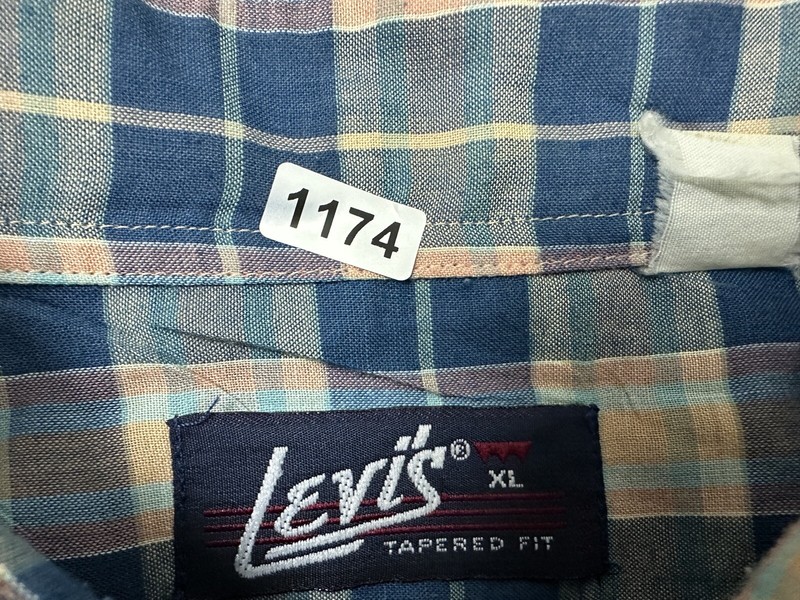 1174
Levi's®
XL
TAPERED FIT